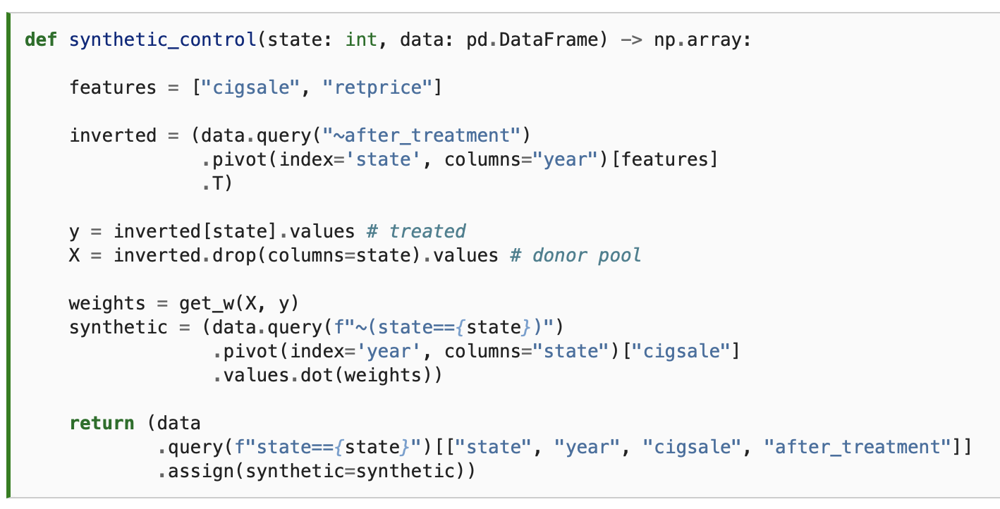 def synthetic_control(state: int, data: pd.DataFrame) -> np.array:
features = ["cigsale", "retprice"]
inverted = (data.query("~after_treatment")
.pivot(index='state', columns="year")[features]
.T)
y = inverted[state].values # treated
X = inverted.drop(columns=state).values # donor pool
weights = get_w(X, y)
synthetic = (data.query(f"~(state=={state})")
.pivot(index='year', columns="state")["cigsale"]
.values.dot(weights))
return (data
.query(f"state=={state}")[["state", "year", "cigsale", "after_treatment"]]
.assign(synthetic=synthetic))